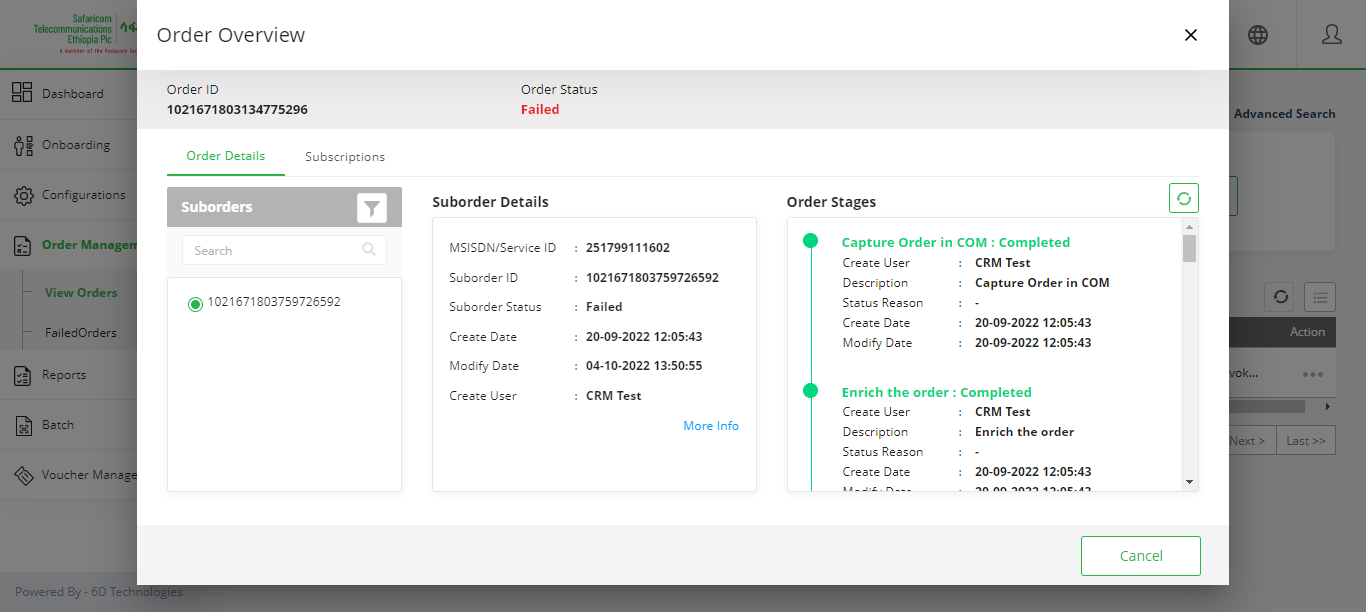 Safaricom
Telecommunications
Ethiopia Plc
A member of the Vodacom
Order Overview
Order ID
1021671803134775296
Order Status
Failed
Advanced Search
Dashboard
Onboarding
Configurations
Order Managem
View Orders
FailedOrders
Reports
Batch
Voucher Manage
Order Details
Subscriptions
Suborders
Search
1021671803759726592
Suborder Details
MSISDN/Service ID : 251799111602
Suborder ID : 1021671803759726592
Suborder Status : Failed
Create Date : 20-09-2022 12:05:43
Modify Date : 04-10-2022 13:50:55
Create User : CRM Test
More Info
Order Stages
Capture Order in COM : Completed
Create User : CRM Test
Description : Capture Order in COM
Status Reason : -
Create Date : 20-09-2022 12:05:43
Modify Date : 20-09-2022 12:05:43
Enrich the order : Completed
Create User : CRM Test
Description : Enrich the order
Status Reason : -
Create Date : 20-09-2022 12:05:43
Modify Date : 20-09-2022 12:05:43
Action
vok...
Next >
Last >>
Cancel
Powered By - 6D Technologies